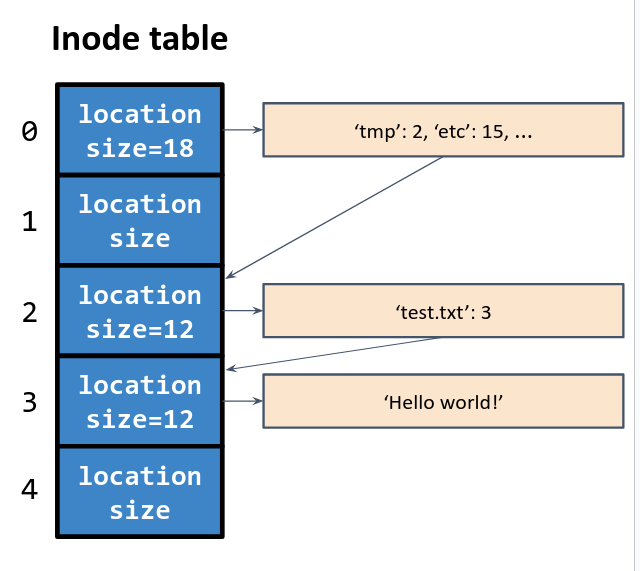 Inode table
0
location
size=18
‘tmp’: 2, ‘etc’: 15, ...
1
location
size
2
location
size=12
‘test.txt’: 3
3
location
size=12
‘Hello world!’
4
location
size